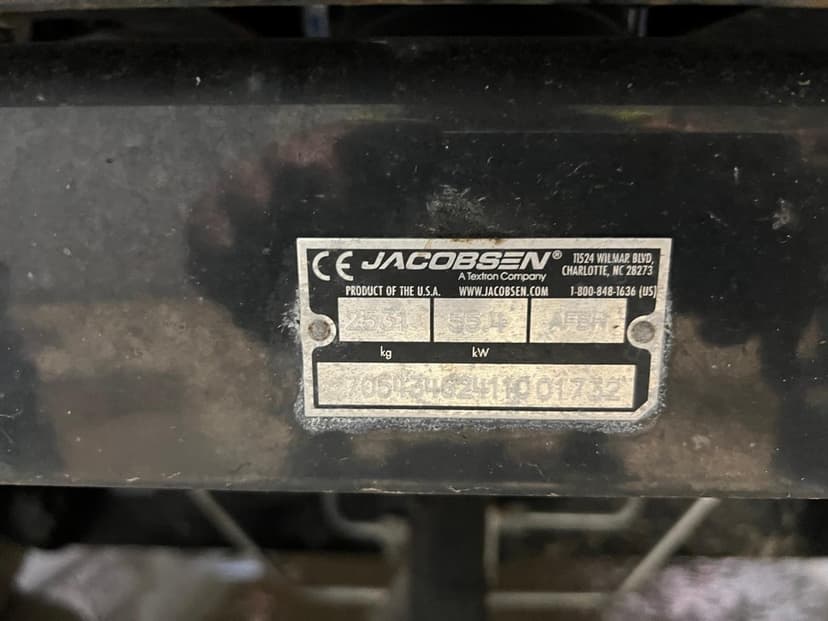 CE JACOBSEN® 11524 WILMAR BLVD,
A Textron Company CHARLOTTE, NC 28273
PRODUCT OF THE U.S.A. WWW.JACOBSEN.COM 1-800-848-1636 (US)
55.4
kg kW